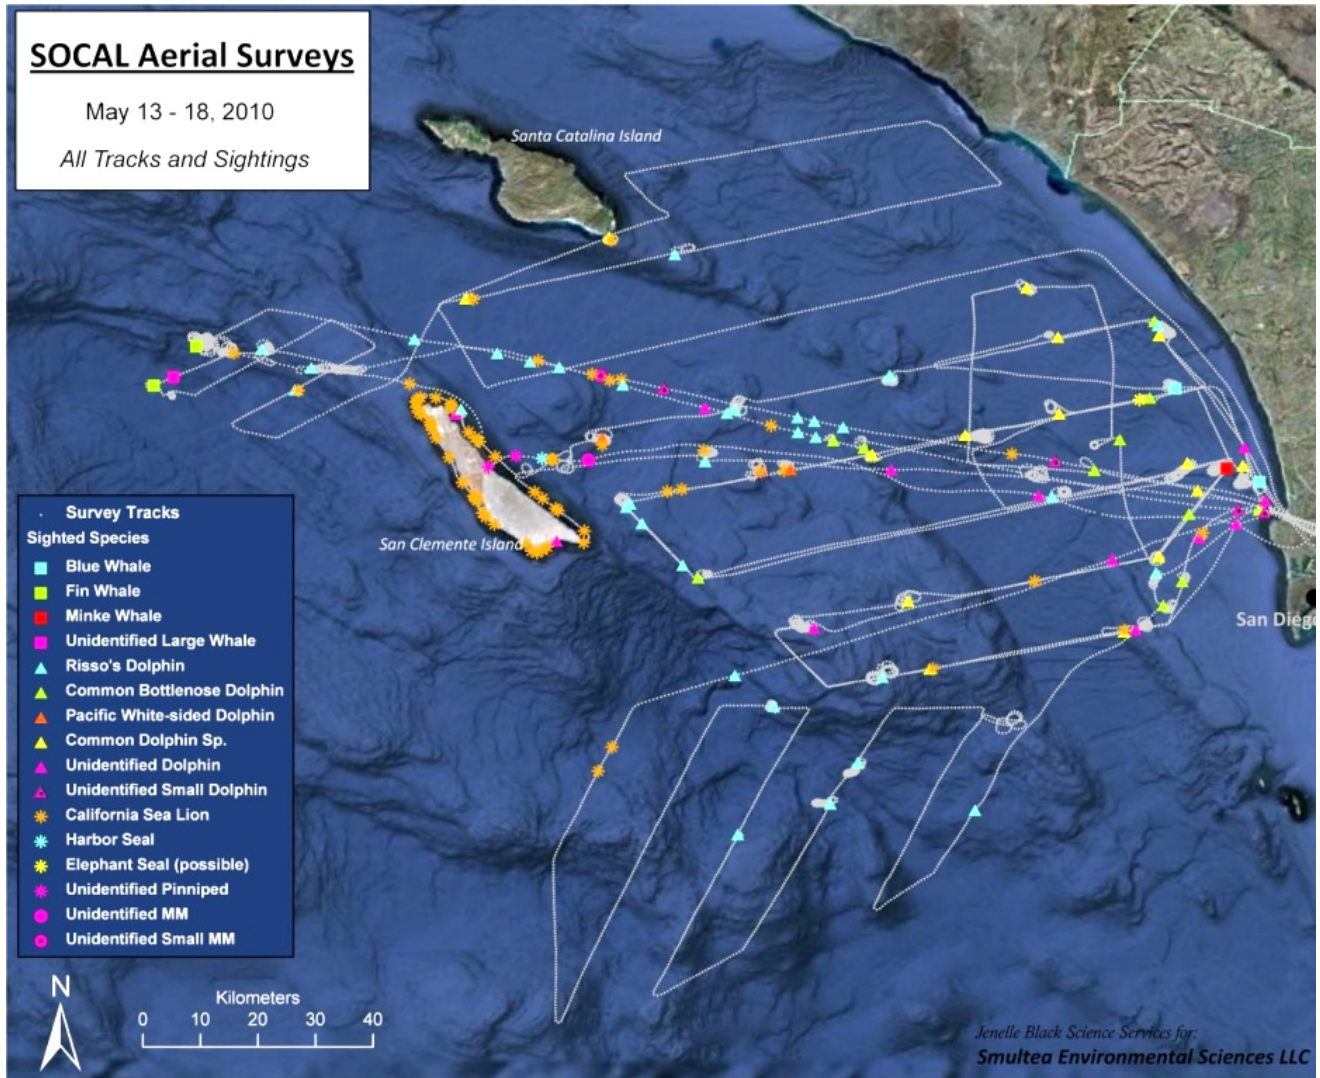 SOCAL Aerial Surveys
May 13 - 18, 2010
All Tracks and Sightings
Santa Catalina Island
San Clemente Island
San Diego
Survey Tracks
Sighted Species
Blue Whale
Fin Whale
Minke Whale
Unidentified Large Whale
Risso's Dolphin
Common Bottlenose Dolphin
Pacific White-sided Dolphin
Common Dolphin Sp.
Unidentified Dolphin
Unidentified Small Dolphin
California Sea Lion
Harbor Seal
Elephant Seal (possible)
Unidentified Pinniped
Unidentified MM
Unidentified Small MM
N
Kilometers
0 10 20 30 40
Jenelle Black Science Services for:
Smultea Environmental Sciences LLC